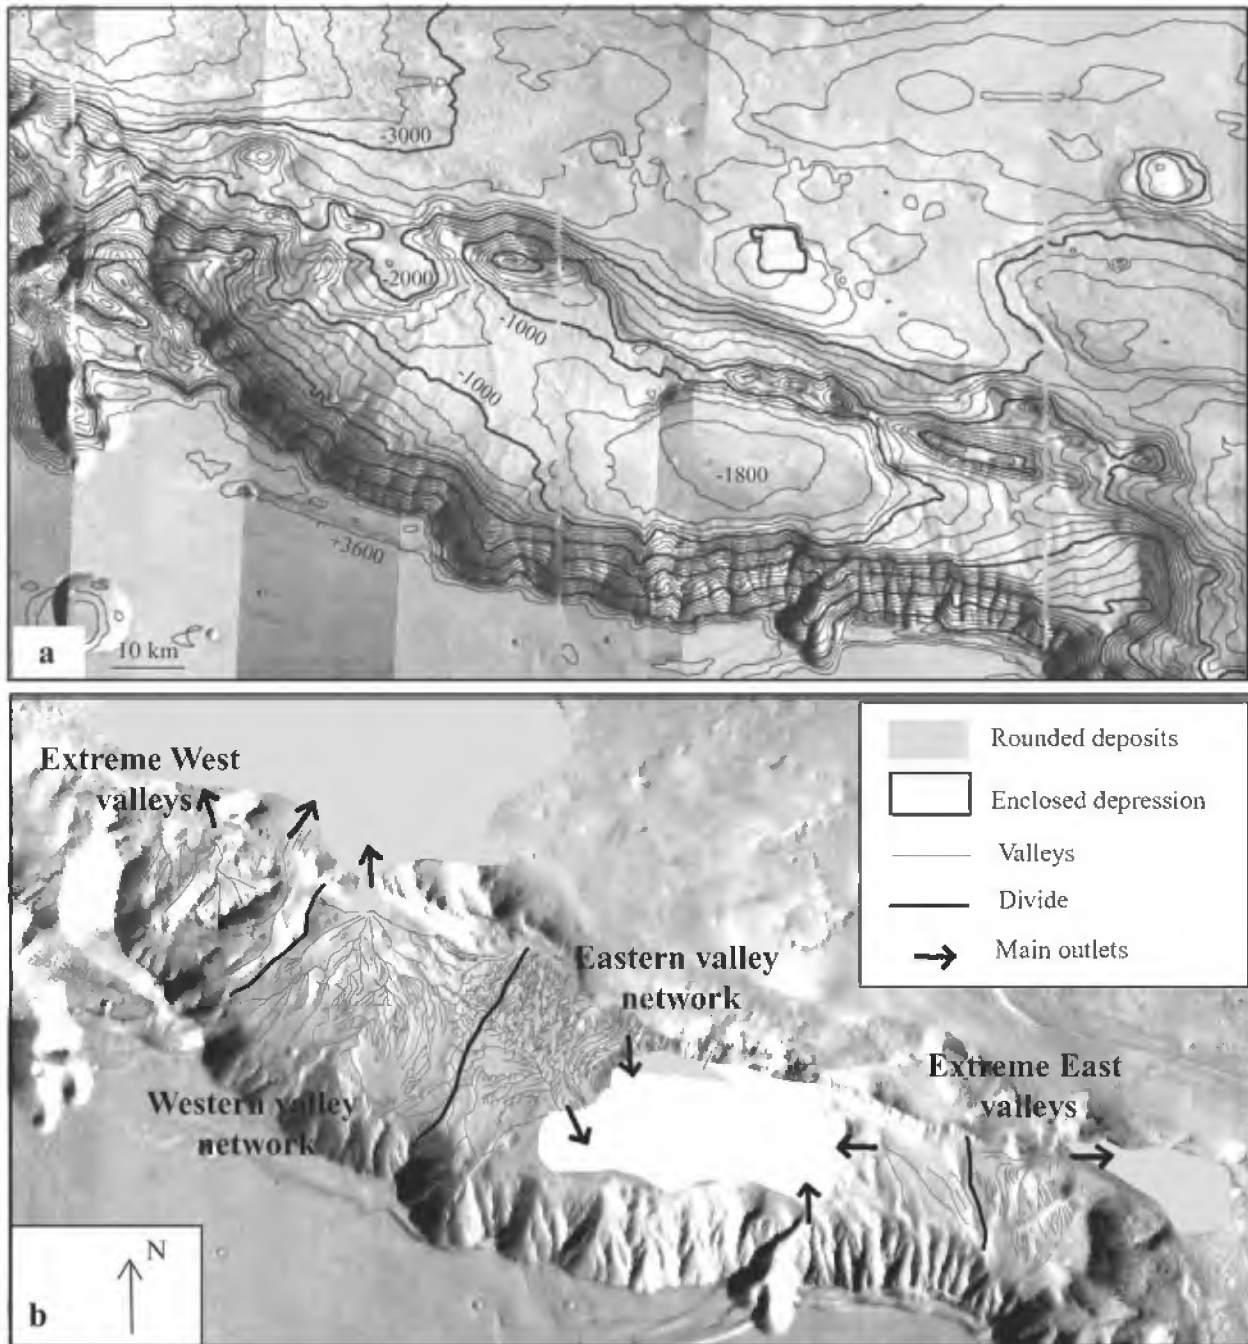 -3000
-2000
-1000
-1000
-1800
+3600
a
10 km
Extreme West
valleys
Rounded deposits
Enclosed depression
Valleys
Divide
Main outlets
Eastern valley
network
Extreme East
valleys
Western valley
network
N
b